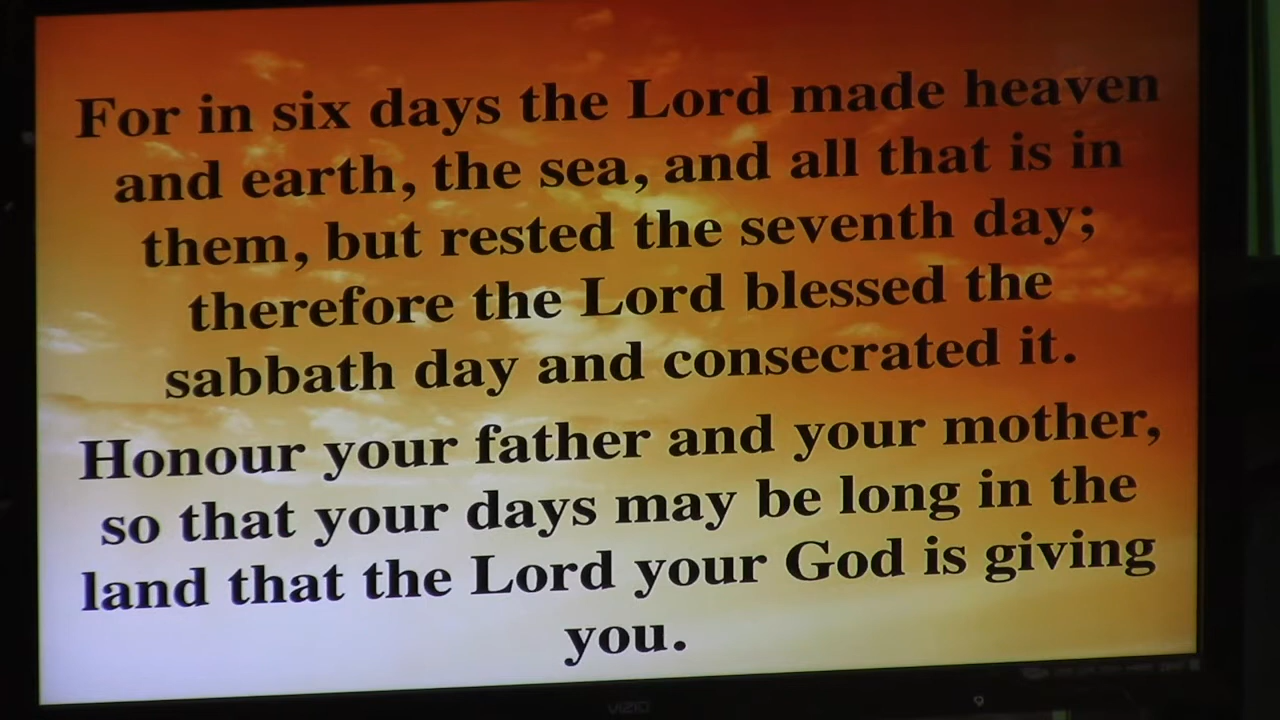 For in six days the Lord made heaven
and earth, the sea, and all that is in
them, but rested the seventh day;
therefore the Lord blessed the
sabbath day and consecrated it.
Honour your father and your mother,
so that your days may be long in the
land that the Lord your God is giving
you.
VIZIO